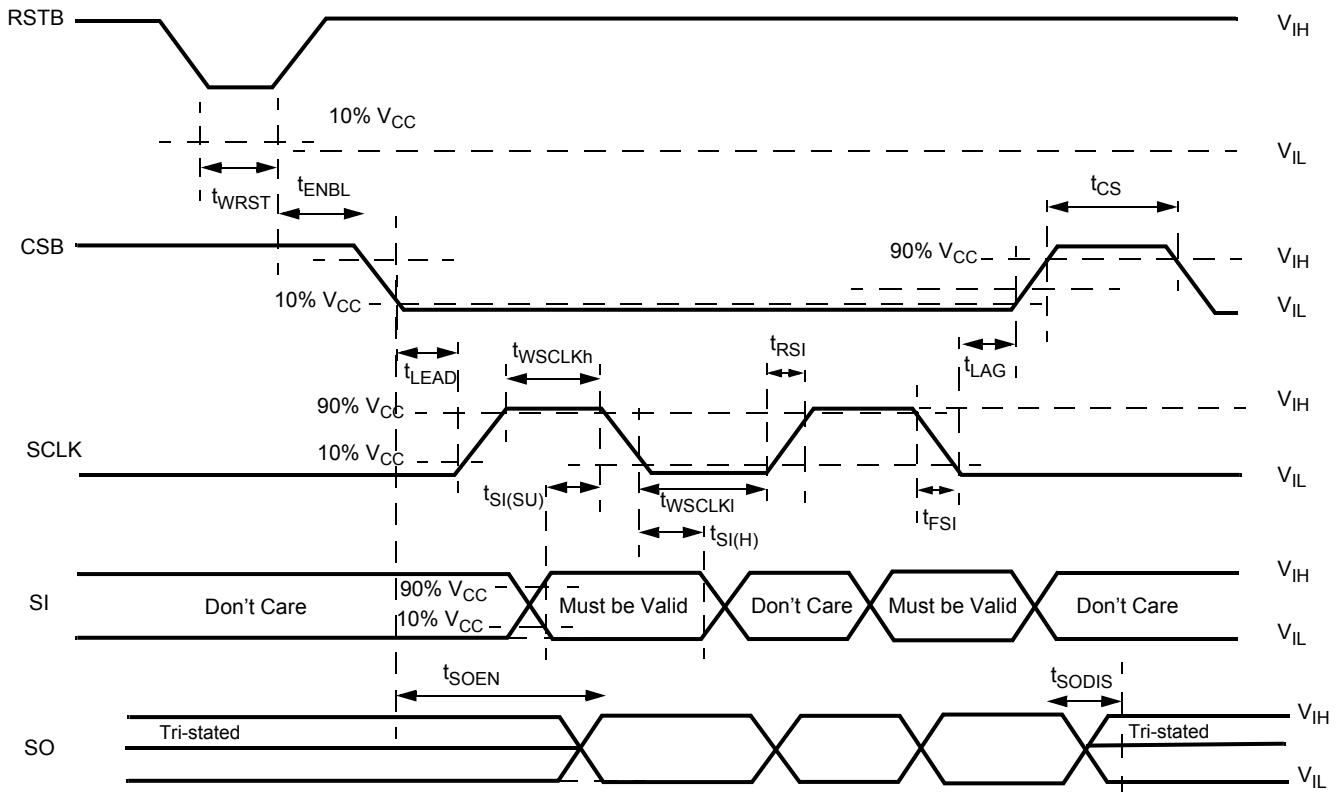 RSTB
VIH
10% VCC
VIL
tWRST
tENBL
tCS
CSB
90% VCC
VIH
10% VCC
VIL
tLEAD
tWSCLKh
tRSI
tLAG
90% VCC
VIH
SCLK
10% VCC
VIL
tSI(SU)
tWSCLKl
tFSI
tSI(H)
SI
90% VCC
VIH
Don't Care
Must be Valid
Don't Care
Must be Valid
Don't Care
10% VCC
VIL
tSOEN
tSODIS
VIH
SO
Tri-stated
Tri-stated
VIL